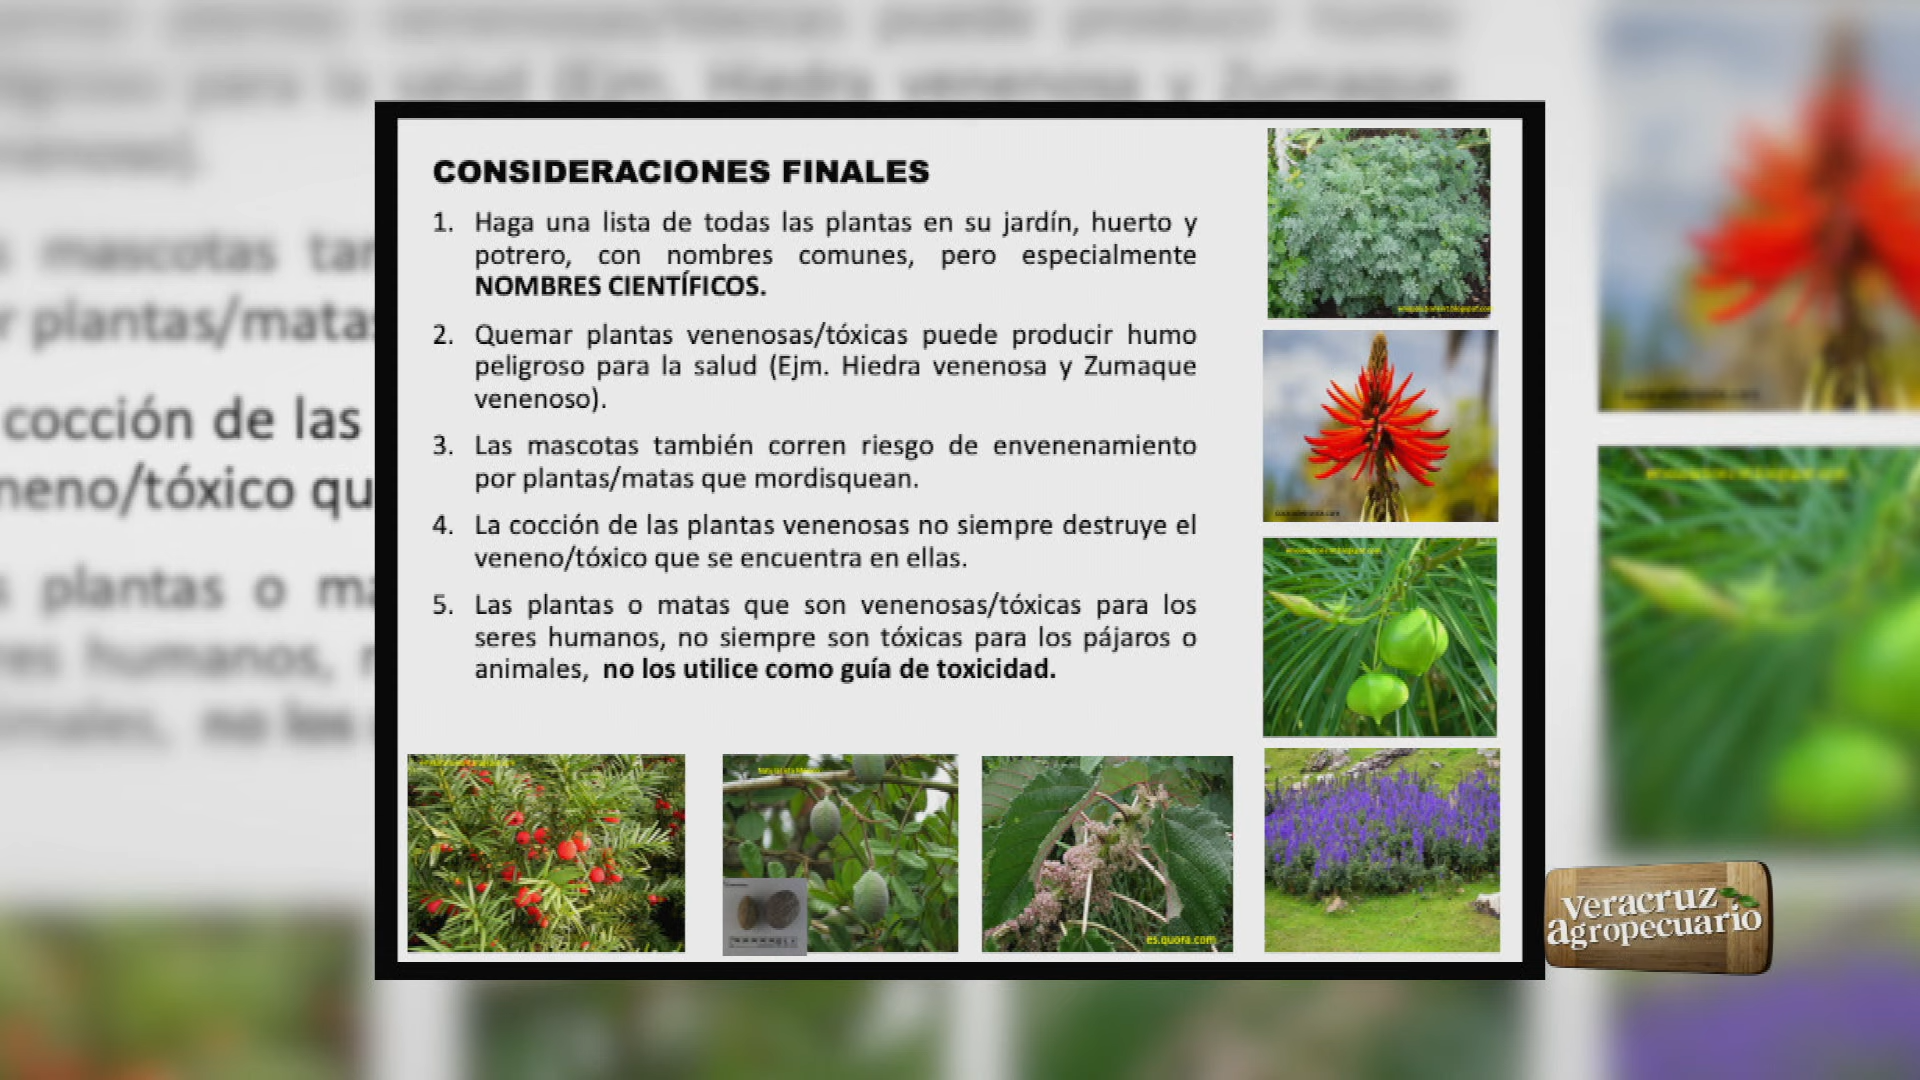 CONSIDERACIONES FINALES
1. Haga una lista de todas las plantas en su jardín, huerto y
potrero, con nombres comunes, pero especialmente
NOMBRES CIENTÍFICOS.
2. Quemar plantas venenosas/tóxicas puede producir humo
peligroso para la salud (Ejm. Hiedra venenosa y Zumaque
venenoso).
3. Las mascotas también corren riesgo de envenenamiento
por plantas/matas que mordisquean.
4. La cocción de las plantas venenosas no siempre destruye el
veneno/tóxico que se encuentra en ellas.
5. Las plantas o matas que son venenosas/tóxicas para los
seres humanos, no siempre son tóxicas para los pájaros o
animales, no los utilice como guía de toxicidad.
es.quora.com
veracruz
agropecuario